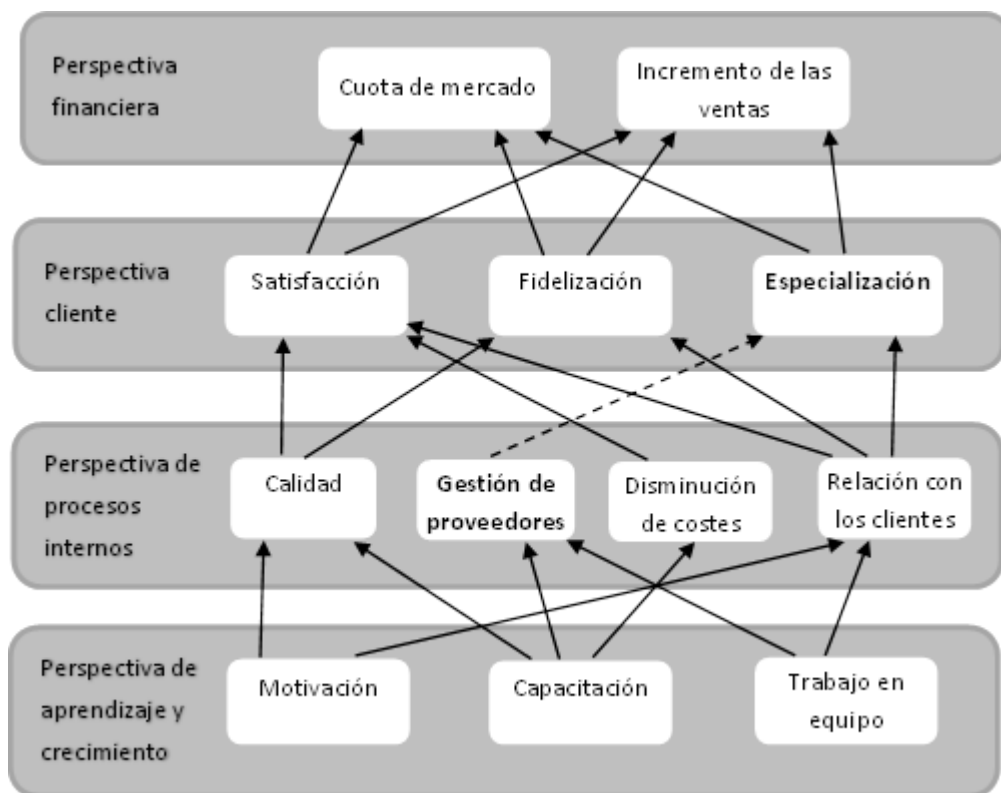 Perspectiva
financiera
Cuota de mercado
Incremento de las
ventas
Perspectiva
cliente
Satisfacción
Fidelización
Especialización
Perspectiva de
procesos
internos
Calidad
Gestión de
proveedores
Disminución
de costes
Relación con
los clientes
Perspectiva de
aprendizaje y
crecimiento
Motivación
Capacitación
Trabajo en
equipo